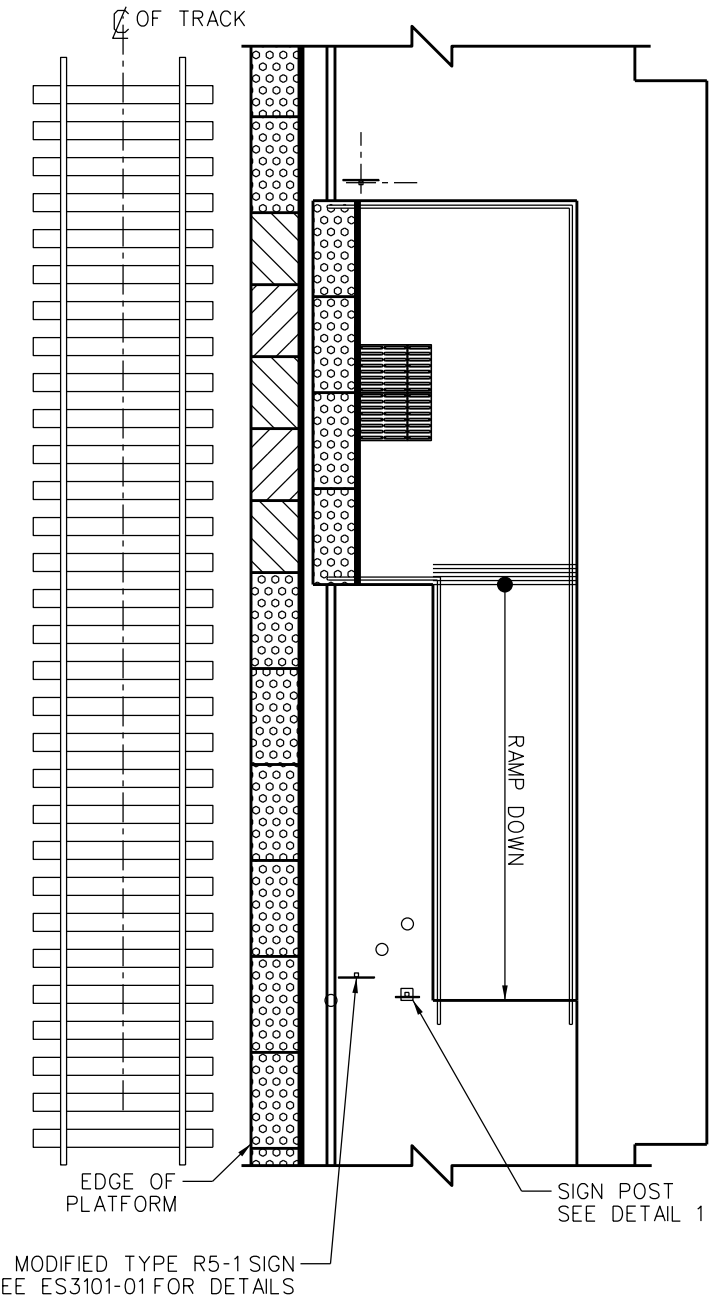 ℄ OF TRACK
RAMP DOWN
EDGE OF
PLATFORM
SIGN POST
SEE DETAIL 1
MODIFIED TYPE R5-1 SIGN
EE ES3101-01 FOR DETAILS